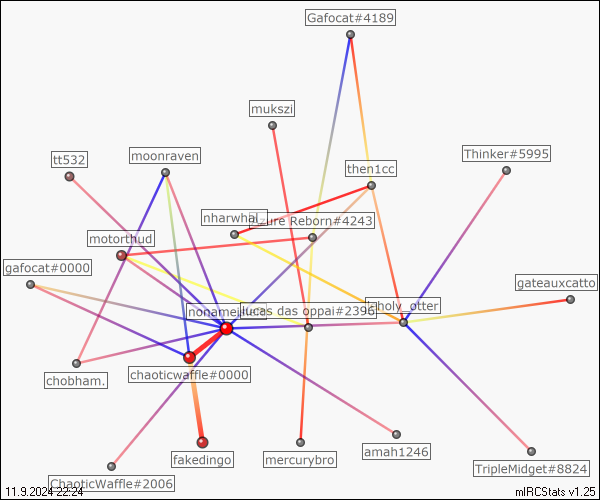 Gafocat#4189
mukszi
tt532
moonraven
Thinker#5995
then1cc
nharwhal
Azure Reborn#4243
motorthud
gafocat#0000
gateauxcatto
lucas das oppai#2396
holy_otter
chobham.
chaoticwaffle#0000
fakedingo
mercurybro
amah1246
TripleMidget#8824
ChaoticWaffle#2006
11.9.2024 22:24
mIRCStats v1.25